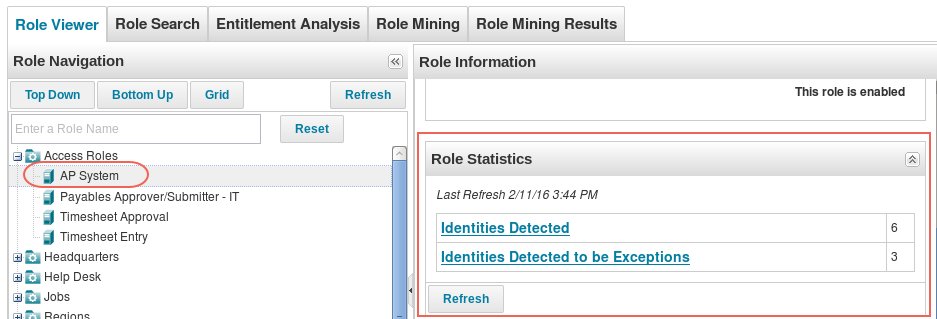 Role Viewer Role Search Entitlement Analysis Role Mining Role Mining Results
Role Navigation
Top Down Bottom Up Grid Refresh
Enter a Role Name Reset
Access Roles
AP System
Payables Approver/Submitter - IT
Timesheet Approval
Timesheet Entry
Headquarters
Help Desk
Jobs
Regions
Role Information
This role is enabled
Role Statistics
Last Refresh 2/11/16 3:44 PM
Identities Detected 6
Identities Detected to be Exceptions 3
Refresh